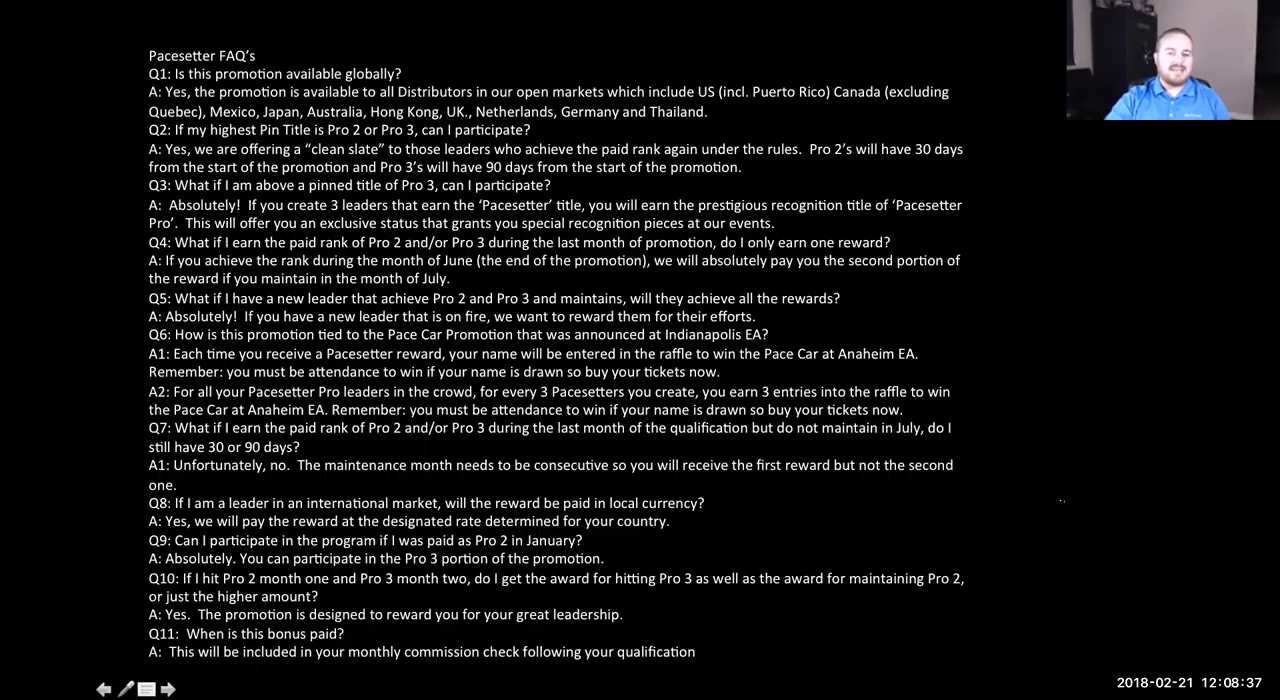 Pacesetter FAQ's
Q1: Is this promotion available globally?
A: Yes, the promotion is available to all Distributors in our open markets which include US (incl. Puerto Rico) Canada (excluding
Quebec), Mexico, Japan, Australia, Hong Kong, UK., Netherlands, Germany and Thailand.
Q2: If my highest Pin Title is Pro 2 or Pro 3, can I participate?
A: Yes, we are offering a “clean slate” to those leaders who achieve the paid rank again under the rules.  Pro 2's will have 30 days
from the start of the promotion and Pro 3's will have 90 days from the start of the promotion.
Q3: What if I am above a pinned title of Pro 3, can I participate?
A:  Absolutely!  If you create 3 leaders that earn the ‘Pacesetter’ title, you will earn the prestigious recognition title of ‘Pacesetter
Pro’.  This will offer you an exclusive status that grants you special recognition pieces at our events.
Q4: What if I earn the paid rank of Pro 2 and/or Pro 3 during the last month of promotion, do I only earn one reward?
A: If you achieve the rank during the month of June (the end of the promotion), we will absolutely pay you the second portion of
the reward if you maintain in the month of July.
Q5: What if I have a new leader that achieve Pro 2 and Pro 3 and maintains, will they achieve all the rewards?
A: Absolutely!  If you have a new leader that is on fire, we want to reward them for their efforts.
Q6: How is this promotion tied to the Pace Car Promotion that was announced at Indianapolis EA?
A1: Each time you receive a Pacesetter reward, your name will be entered in the raffle to win the Pace Car at Anaheim EA.
Remember: you must be attendance to win if your name is drawn so buy your tickets now.
A2: For all your Pacesetter Pro leaders in the crowd, for every 3 Pacesetters you create, you earn 3 entries into the raffle to win
the Pace Car at Anaheim EA. Remember: you must be attendance to win if your name is drawn so buy your tickets now.
Q7: What if I earn the paid rank of Pro 2 and/or Pro 3 during the last month of the qualification but do not maintain in July, do I
still have 30 or 90 days?
A1: Unfortunately, no.  The maintenance month needs to be consecutive so you will receive the first reward but not the second
one.
Q8: If I am a leader in an international market, will the reward be paid in local currency?
A: Yes, we will pay the reward at the designated rate determined for your country.
Q9: Can I participate in the program if I was paid as Pro 2 in January?
A: Absolutely. You can participate in the Pro 3 portion of the promotion.
Q10: If I hit Pro 2 month one and Pro 3 month two, do I get the award for hitting Pro 3 as well as the award for maintaining Pro 2,
or just the higher amount?
A: Yes.  The promotion is designed to reward you for your great leadership.
Q11:  When is this bonus paid?
A:  This will be included in your monthly commission check following your qualification
2018-02-21 12:08:37